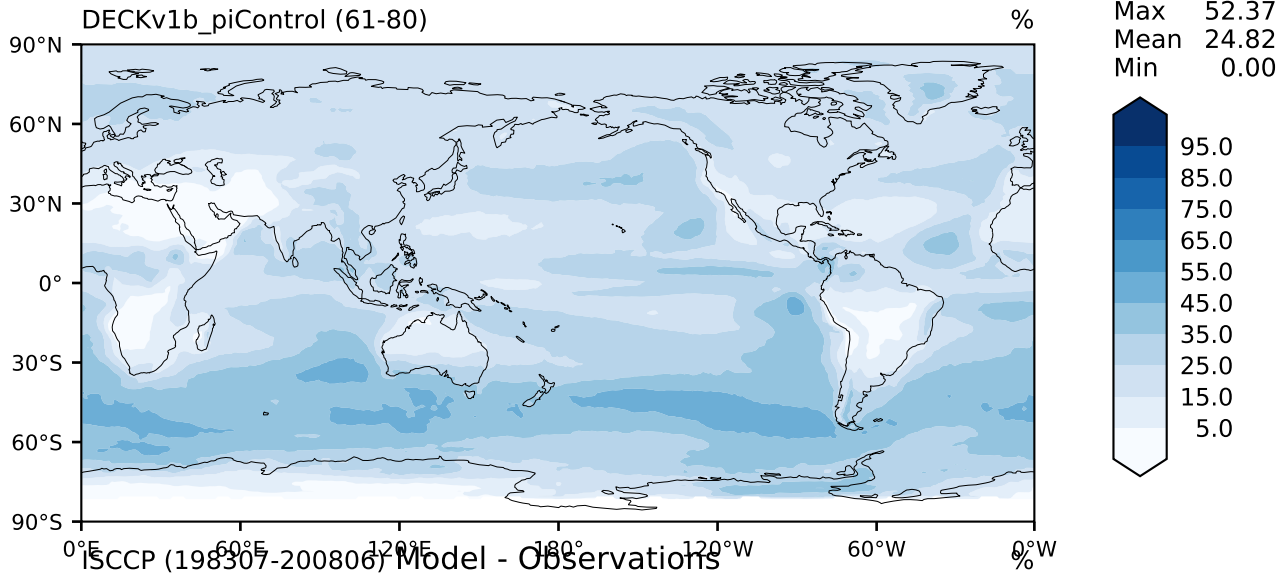 DECKv1b_piControl (61-80) %
Max 52.37
Mean 24.82
Min 0.00
90°N
60°N
30°N
0°
30°S
60°S
90°S
95.0
85.0
75.0
65.0
55.0
45.0
35.0
25.0
15.0
5.0
0°E 60°E 120°E 180° 120°W 60°W 0°W
ISCCP (198307-200806) Model - Observations %